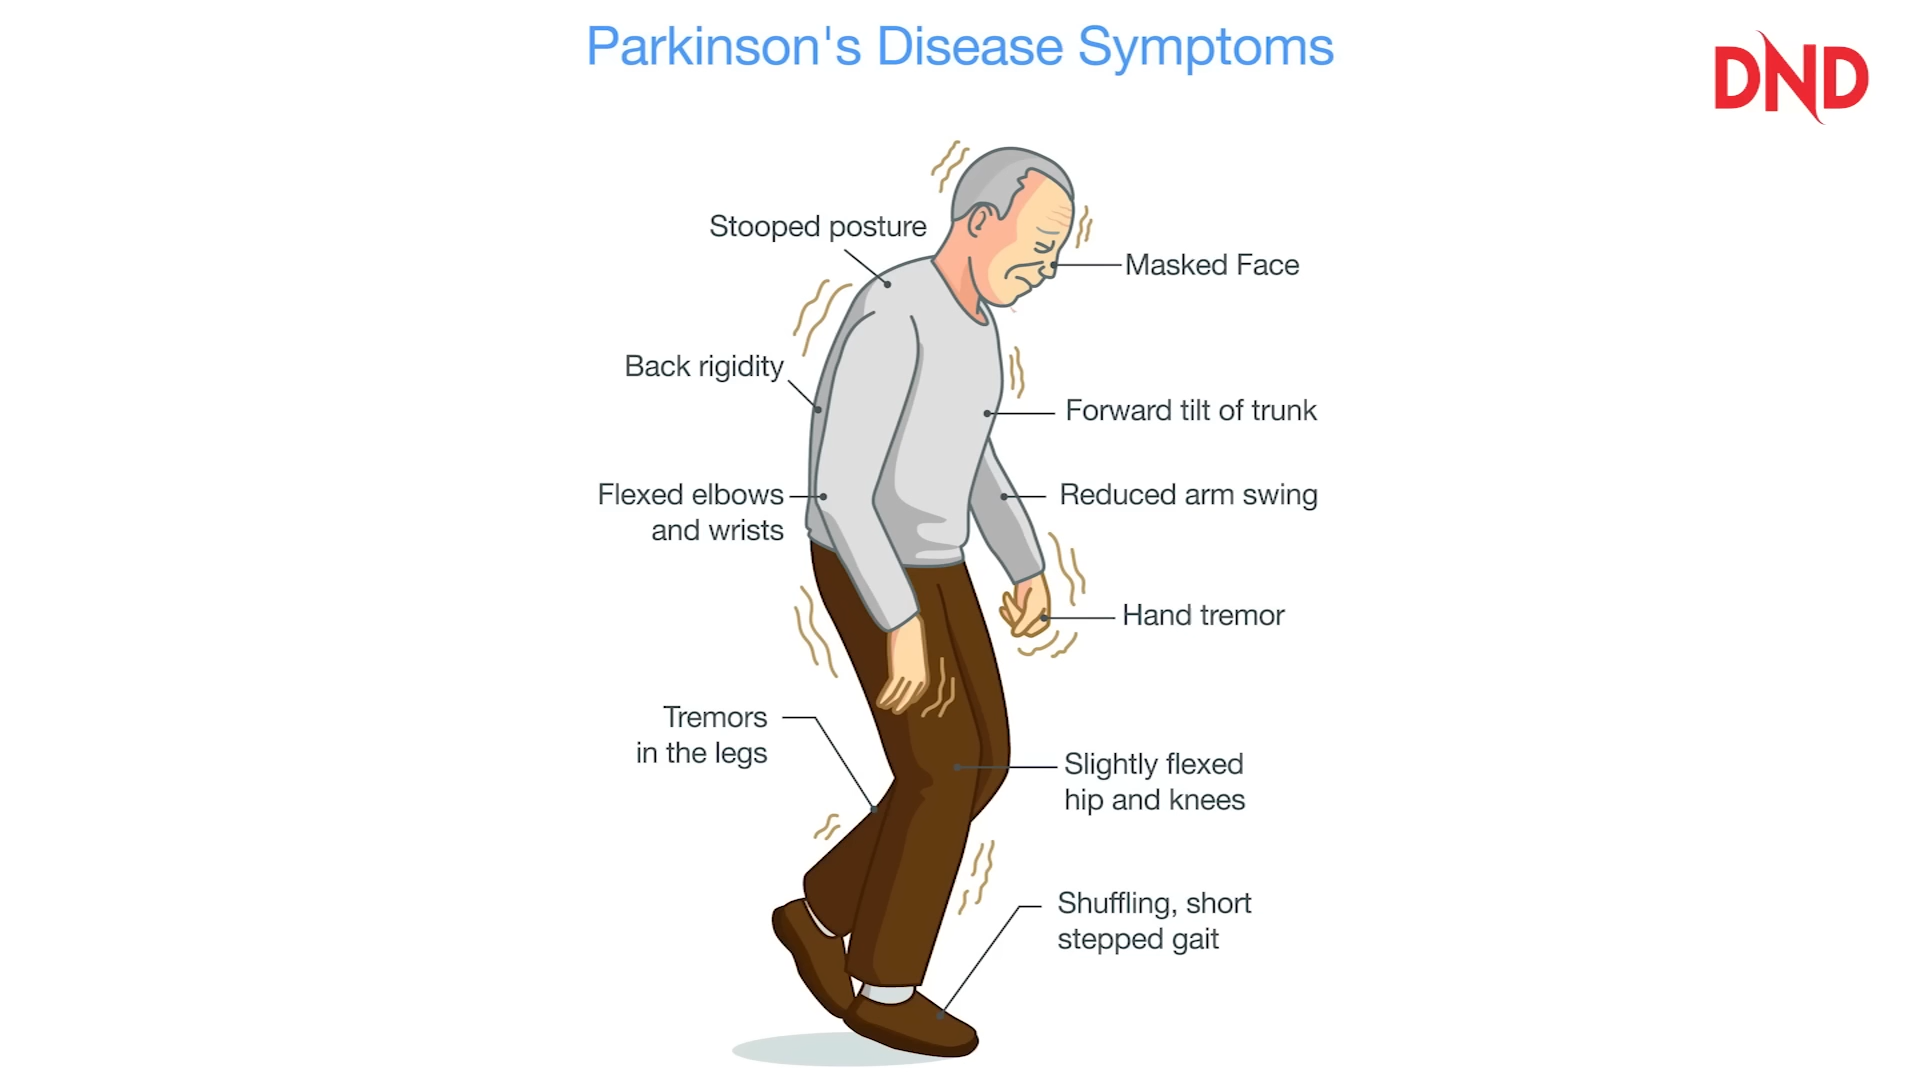 Parkinson's Disease Symptoms
DND
Stooped posture
Masked Face
Back rigidity
Forward tilt of trunk
Flexed elbows
and wrists
Reduced arm swing
Hand tremor
Tremors
in the legs
Slightly flexed
hip and knees
Shuffling, short
stepped gait